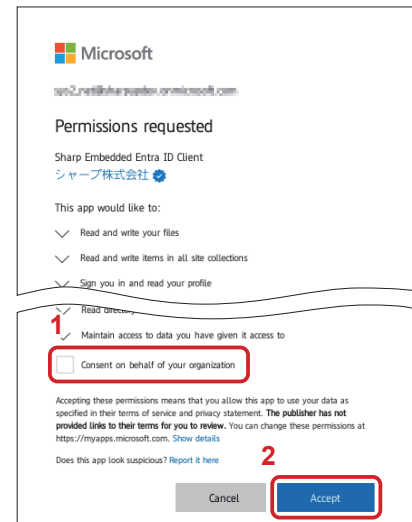 Microsoft
Permissions requested
Sharp Embedded Entra ID Client
シャープ株式会社
This app would like to:
Read and write your files
Read and write items in all site collections
Sign you in and read your profile
Read
1
Maintain access to data you have given it access to
Consent on behalf of your organization
Accepting these permissions means that you allow this app to use your data as
specified in their terms of service and privacy statement. The publisher has not
provided links to their terms for you to review. You can change these permissions at
https://myapps.microsoft.com. Show details
Does this app look suspicious? Report it here
2
Cancel
Accept